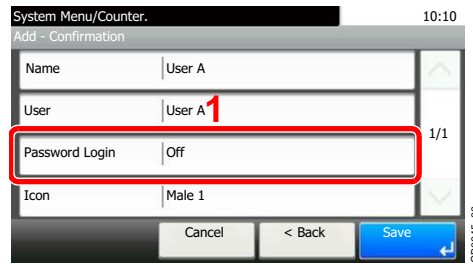 System Menu/Counter. 10:10
Add - Confirmation
Name User A
User User A
1
1/1
Password Login Off
Icon Male 1
Cancel < Back Save